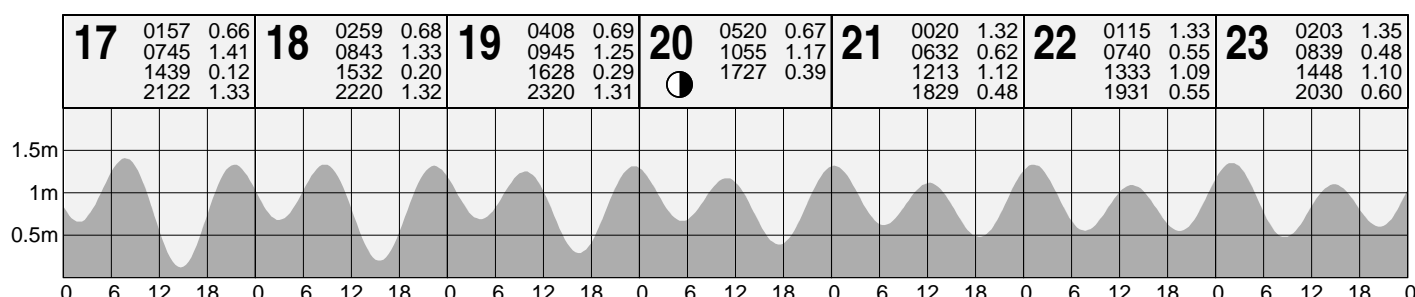 17 0157 0.66 18 0259 0.68 19 0408 0.69 20 0520 0.67 21 0020 1.32 22 0115 1.33 23 0203 1.35
0745 1.41 0843 1.33 0945 1.25 1055 1.17 0632 0.62 0740 0.55 0839 0.48
1439 0.12 1532 0.20 1628 0.29 1727 0.39 1213 1.12 1333 1.09 1448 1.10
2122 1.33 2220 1.32 2320 1.31 1829 0.48 1931 0.55 2030 0.60
1.5m
1m
0.5m
0 6 12 18 0 6 12 18 0 6 12 18 0 6 12 18 0 6 12 18 0 6 12 18 0 6 12 18 0